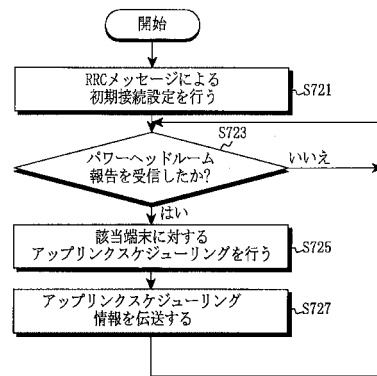 開始
RRCメッセージによる
初期接続設定を行う
S721
S723
パワーヘッドルーム
報告を受信したか?
いいえ
はい
該当端末に対する
アップリンクスケジューリングを行う
S725
アップリンクスケジューリング
情報を伝送する
S727